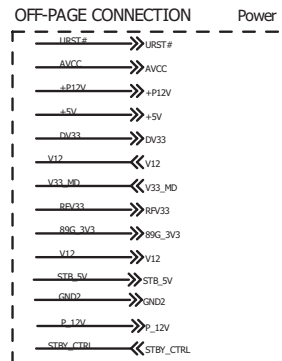 OFF-PAGE CONNECTION Power
URST# URST#
AVCC AVCC
+P12V +P12V
+5V +5V
DV33 DV33
V12 V12
V33_MD V33_MD
RFV33 RFV33
89G_3V3 89G_3V3
V12 V12
STB_5V STB_5V
GND2 GND2
P_12V P_12V
STBY_CTRL STBY_CTRL